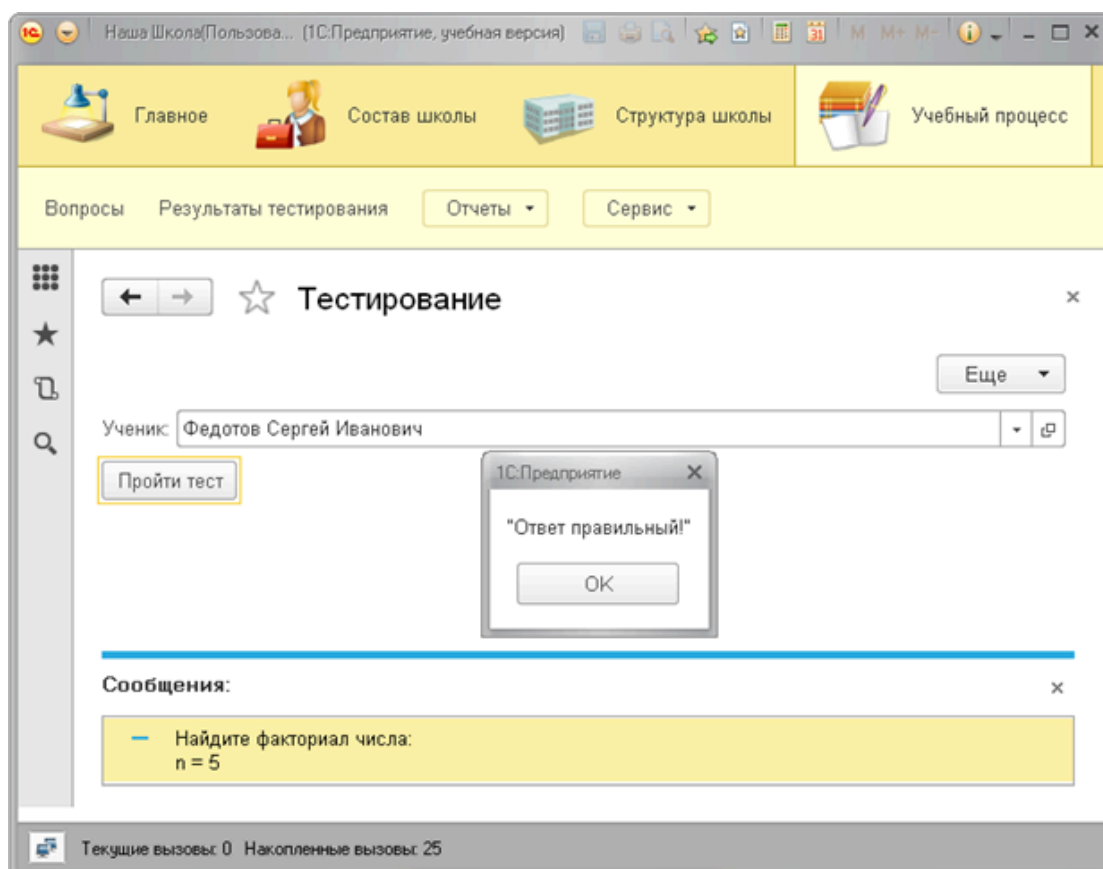 Наша Школа(Пользова... (1С:Предприятие, учебная версия) M M+ M-
Главное Состав школы Структура школы Учебный процесс
Вопросы Результаты тестирования Отчеты Сервис
Тестирование
Еще
Ученик: Федотов Сергей Иванович
Пройти тест
1С:Предприятие
"Ответ правильный!"
OK
Сообщения:
Найдите факториал числа:
n = 5
Текущие вызовы: 0 Накопленные вызовы: 25